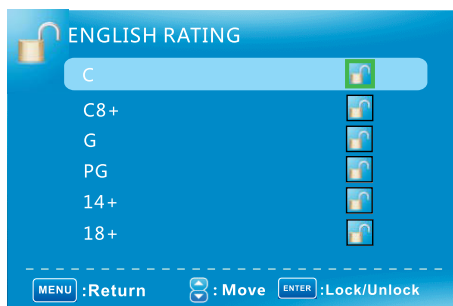 ENGLISH RATING
C
C8+
G
PG
14+
18+
MENU :Return : Move ENTER :Lock/Unlock